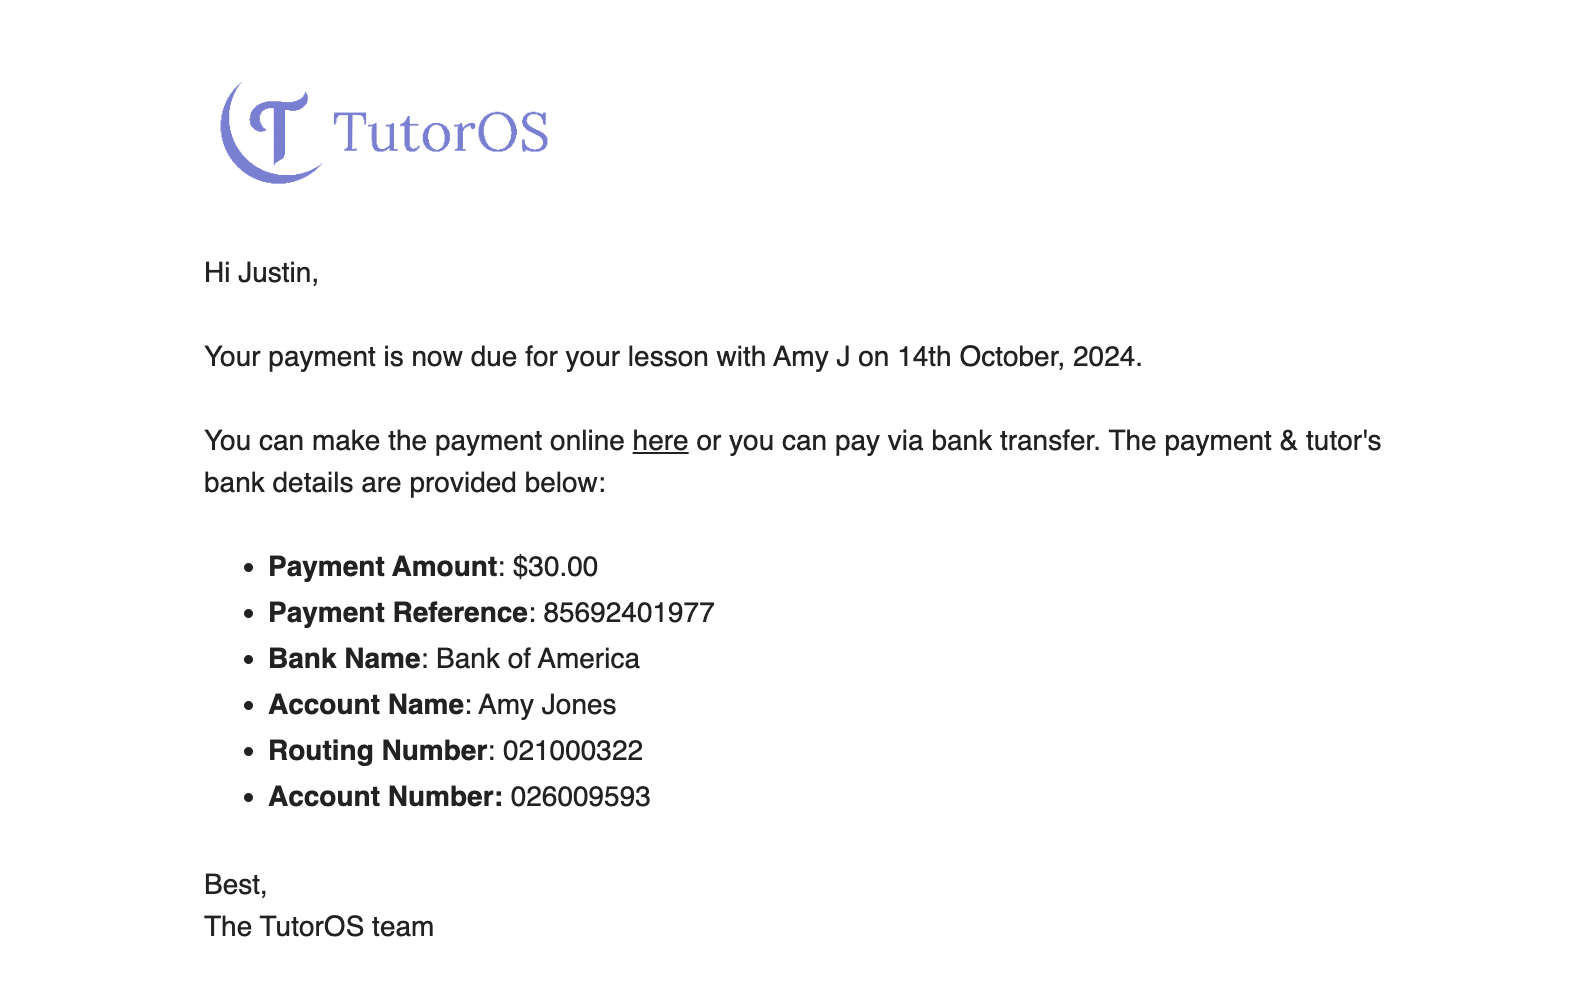 TutorOS
Hi Justin,
Your payment is now due for your lesson with Amy J on 14th October, 2024.
You can make the payment online here or you can pay via bank transfer. The payment & tutor's
bank details are provided below:
• Payment Amount: $30.00
• Payment Reference: 85692401977
• Bank Name: Bank of America
• Account Name: Amy Jones
• Routing Number: 021000322
• Account Number: 026009593
Best,
The TutorOS team